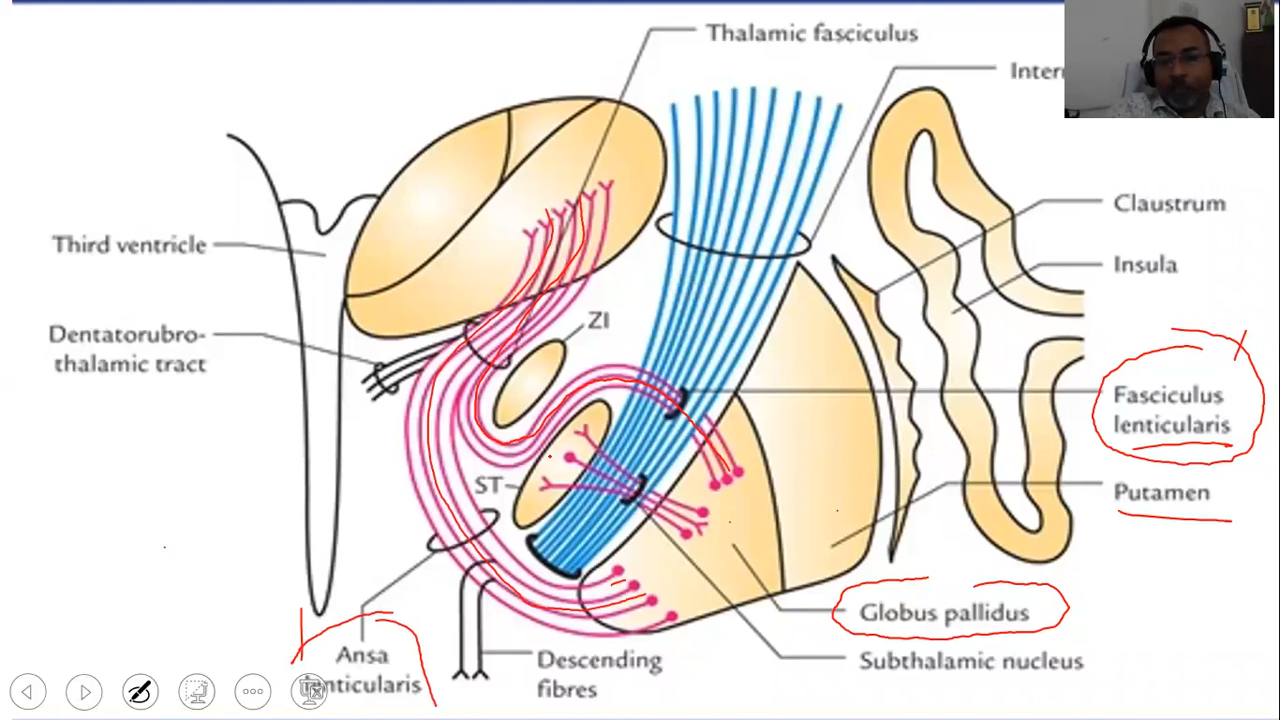 Thalamic fasciculus
Third ventricle
Dentatorubro-
thalamic tract
ZI
Claustrum
Insula
Fasciculus
lenticularis
Putamen
ST
Globus pallidus
Ansa
Descending
fibres
Subthalamic nucleus